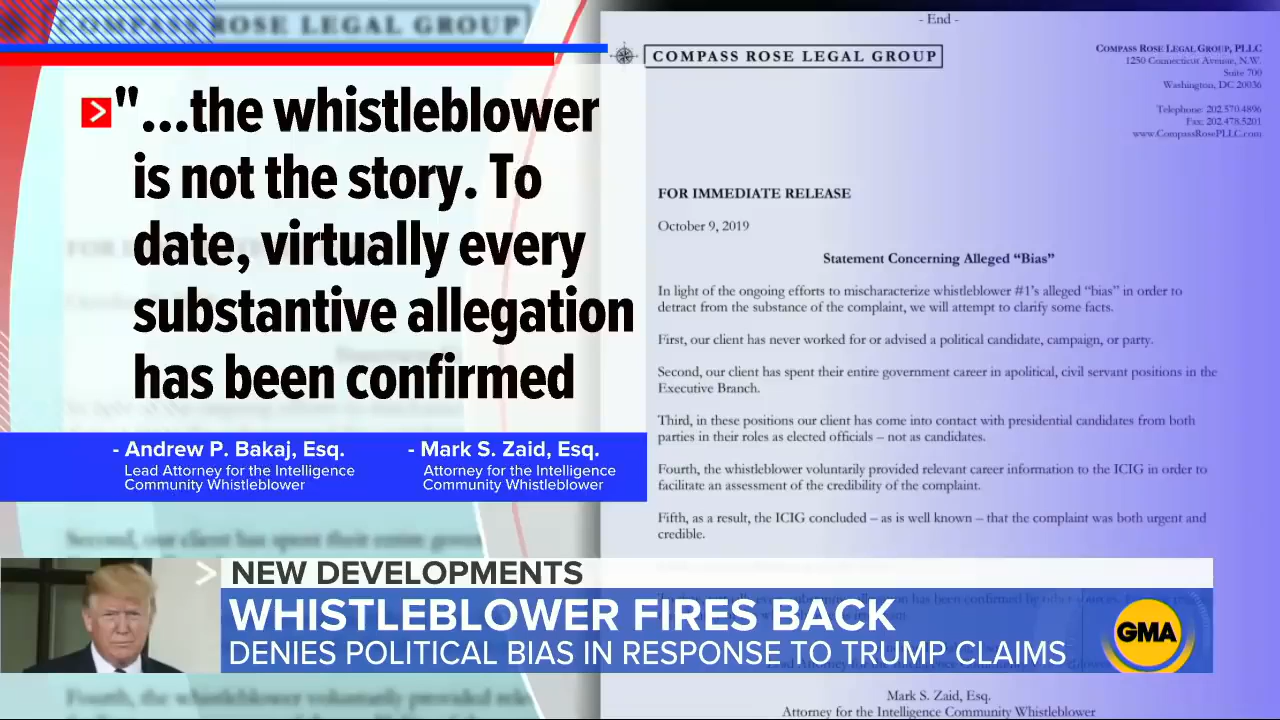 COMPASS ROSE LEGAL GROUP
"...the whistleblower
is not the story. To
date, virtually every
substantive allegation
has been confirmed
- Andrew P. Bakaj, Esq.
Lead Attorney for the Intelligence
Community Whistleblower
- Mark S. Zaid, Esq.
Attorney for the Intelligence
Community Whistleblower
- End -
COMPASS ROSE LEGAL GROUP
COMPASS ROSE LEGAL GROUP, PLLC
1250 Connecticut Avenue, N.W.
Suite 700
Washington, DC 20036
Telephone: 202.570.4896
Fax: 202.478.5201
www.CompassRosePLLC.com
FOR IMMEDIATE RELEASE
October 9, 2019
Statement Concerning Alleged “Bias”
In light of the ongoing efforts to mischaracterize whistleblower #1's alleged “bias” in order to
detract from the substance of the complaint, we will attempt to clarify some facts.
First, our client has never worked for or advised a political candidate, campaign, or party.
Second, our client has spent their entire government career in apolitical, civil servant positions in the
Executive Branch.
Third, in these positions our client has come into contact with presidential candidates from both
parties in their roles as elected officials – not as candidates.
Fourth, the whistleblower voluntarily provided relevant career information to the ICIG in order to
facilitate an assessment of the credibility of the complaint.
Fifth, as a result, the ICIG concluded – as is well known – that the complaint was both urgent and
credible.
NEW DEVELOPMENTS
WHISTLEBLOWER FIRES BACK
DENIES POLITICAL BIAS IN RESPONSE TO TRUMP CLAIMS
GMA
Mark S. Zaid, Esq.
Attorney for the Intelligence Community Whistleblower